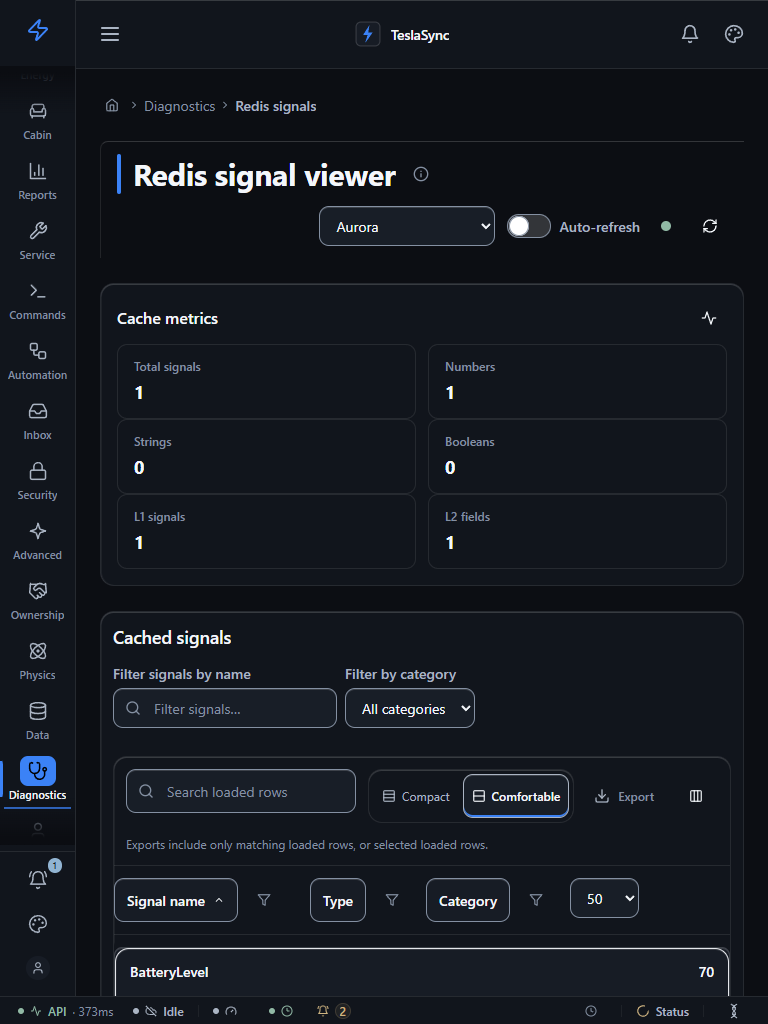 TeslaSync
Energy
Cabin
Reports
Service
Commands
Automation
Inbox
Security
Advanced
Ownership
Physics
Data
Diagnostics
1
Diagnostics
Redis signals
Redis signal viewer
Aurora
Auto-refresh
Cache metrics
Total signals
1
Numbers
1
Strings
0
Booleans
0
L1 signals
1
L2 fields
1
Cached signals
Filter signals by name
Filter by category
Filter signals...
All categories
Search loaded rows
Compact
Comfortable
Export
Exports include only matching loaded rows, or selected loaded rows.
Signal name
Type
Category
50
BatteryLevel
70
API · 373ms
Idle
2
Status